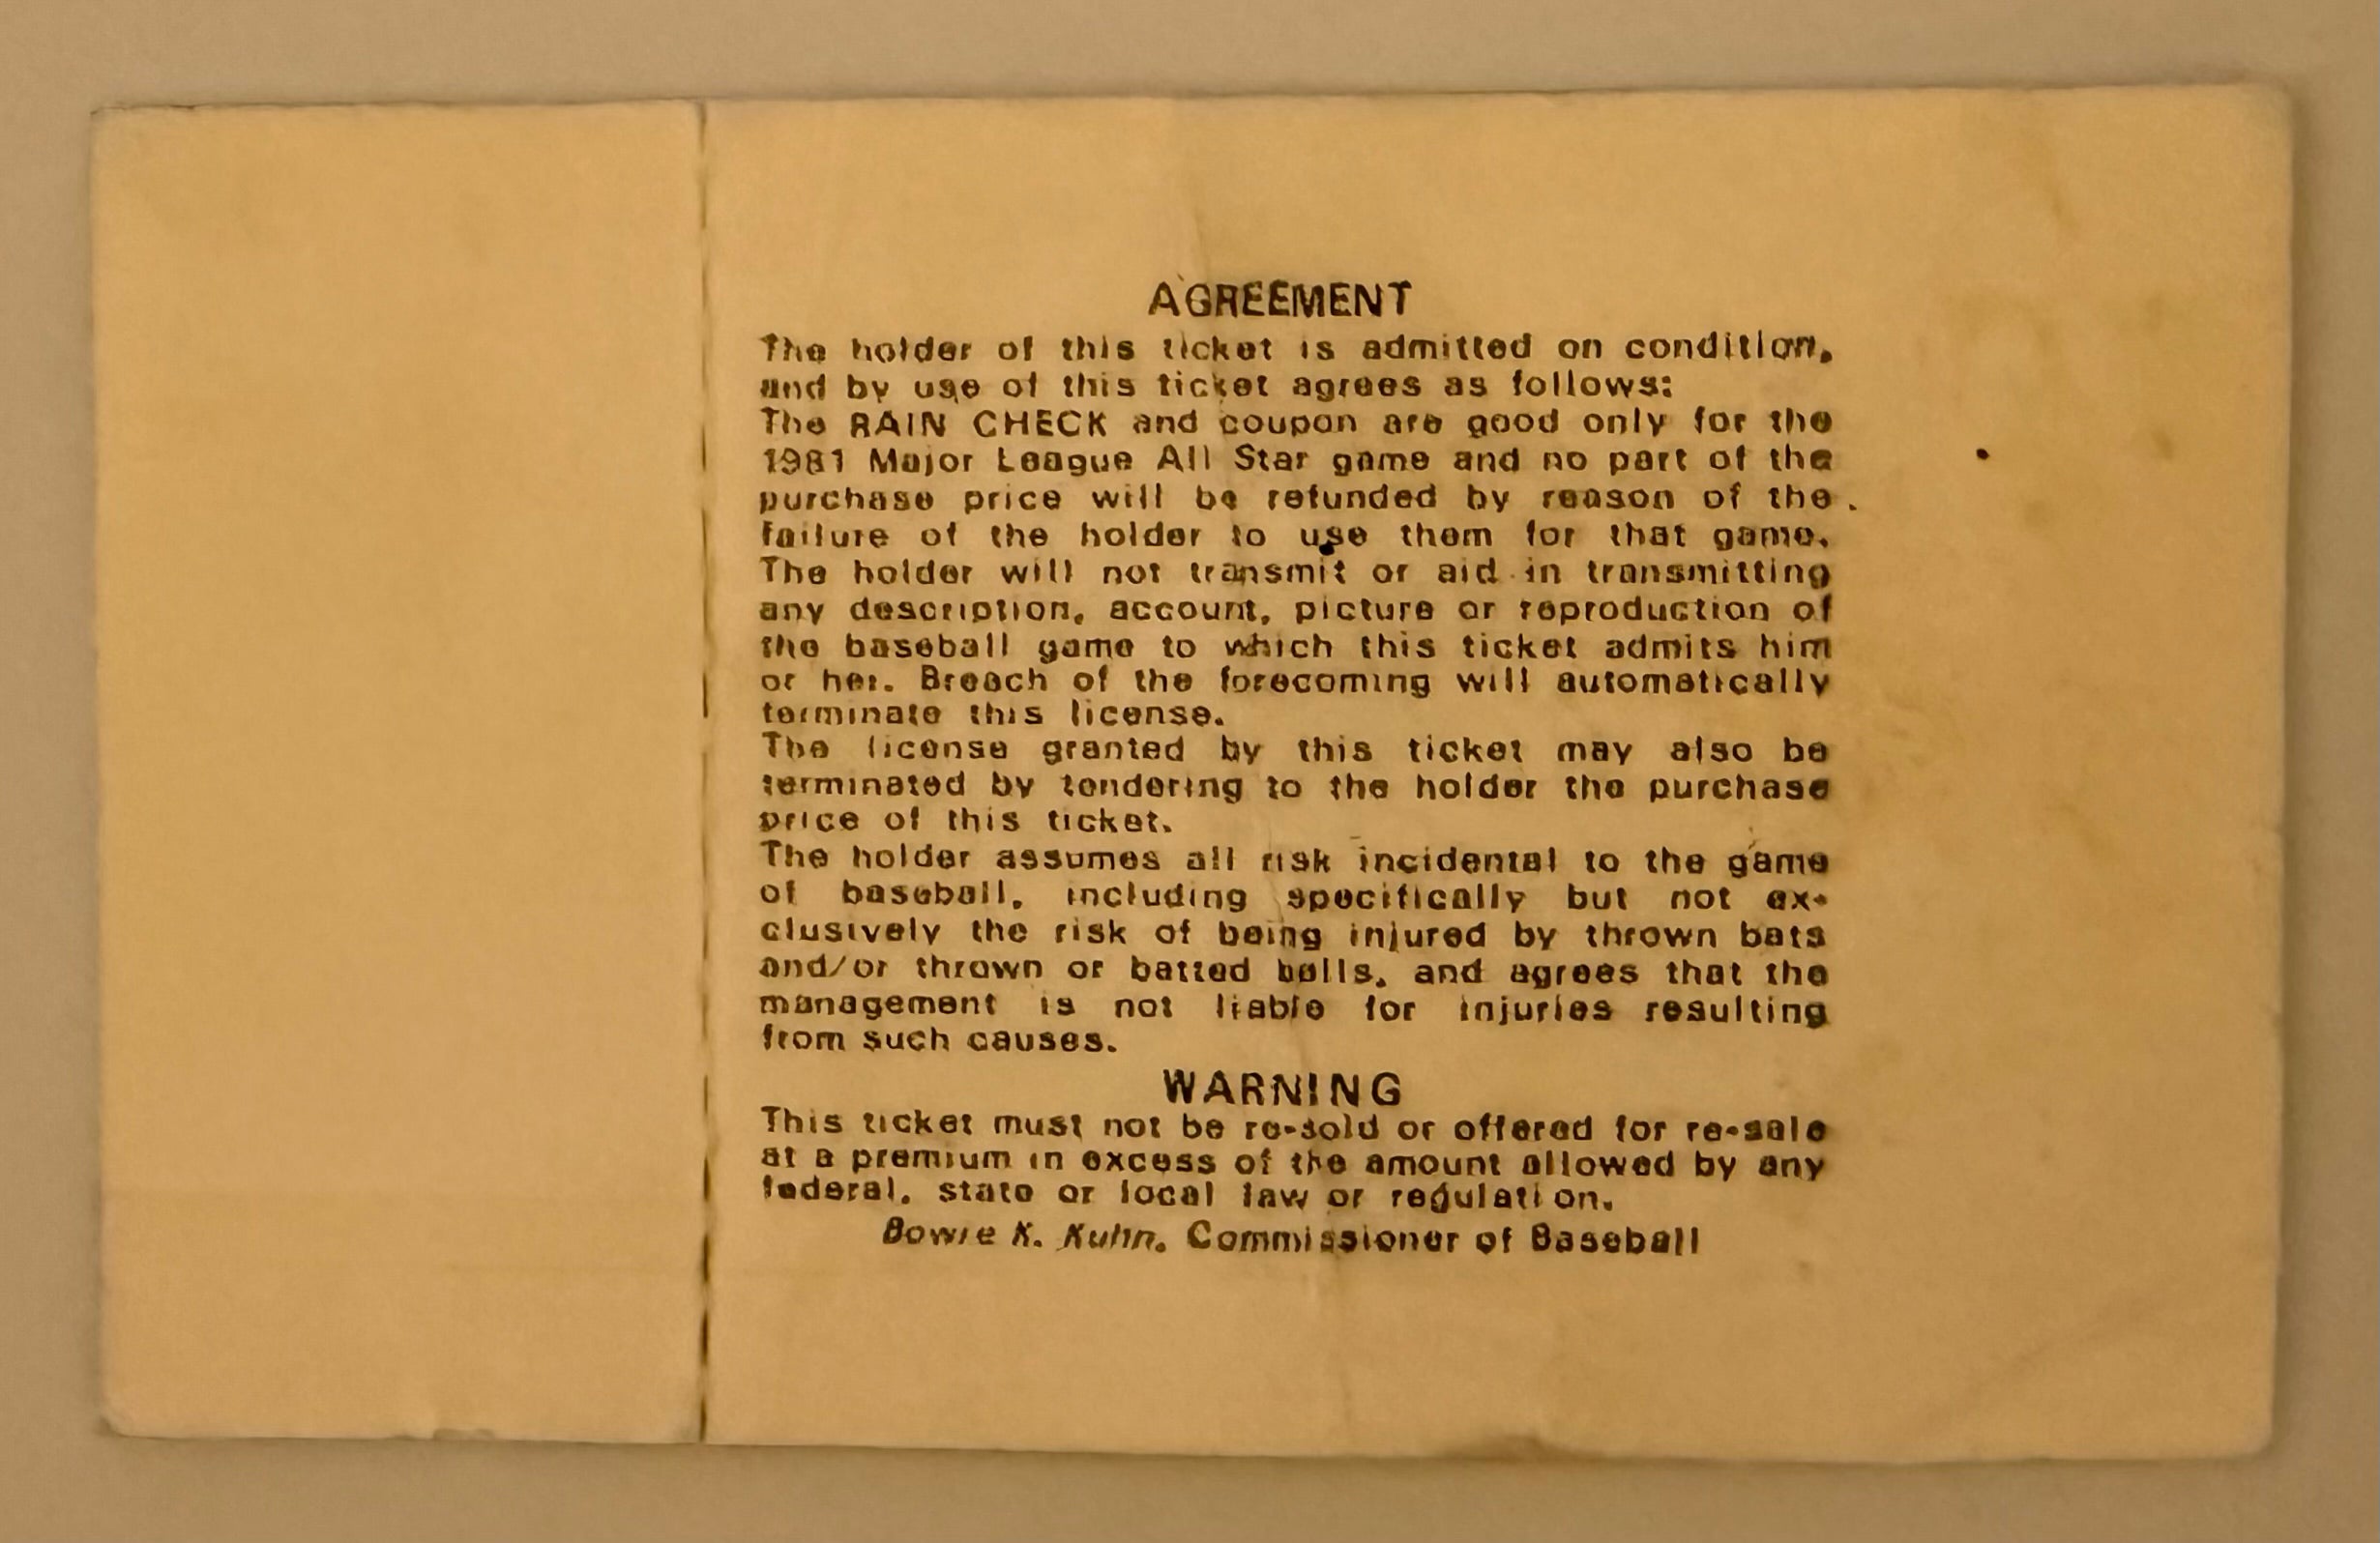 AGREEMENT
The holder of this ticket is admitted on condition,
and by use of this ticket agrees as follows:
The RAIN CHECK and coupon are good only for the
1981 Major League All Star game and no part of the
purchase price will be refunded by reason of the
failure of the holder to use them for that game.
The holder will not transmit or aid in transmitting
any description, account, picture or reproduction of
the baseball game to which this ticket admits him
or her. Breach of the forecoming will automatically
terminate this license.
The license granted by this ticket may also be
terminated by tendering to the holder the purchase
price of this ticket.
The holder assumes all risk incidental to the game
of baseball, including specifically but not ex-
clusively the risk of being injured by thrown bats
and/or thrown or batted balls, and agrees that the
management is not liable for injuries resulting
from such causes.
WARNING
This ticket must not be re-sold or offered for re-sale
at a premium in excess of the amount allowed by any
federal, state or local law or regulation.
Bowie K. Kuhn, Commissioner of Baseball